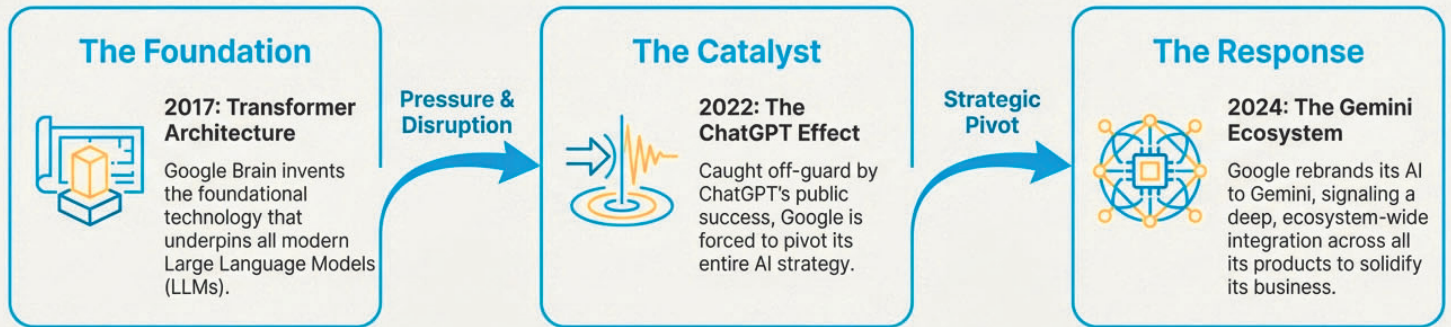 The Foundation
2017: Transformer
Architecture
Google Brain invents
the foundational
technology that
underpins all modern
Large Language Models
(LLMs).
Pressure &
Disruption
The Catalyst
2022: The
ChatGPT Effect
Caught off-guard by
ChatGPT's public
success, Google is
forced to pivot its
entire AI strategy.
Strategic
Pivot
The Response
2024: The Gemini
Ecosystem
Google rebrands its AI
to Gemini, signaling a
deep, ecosystem-wide
integration across all
its products to solidify
its business.